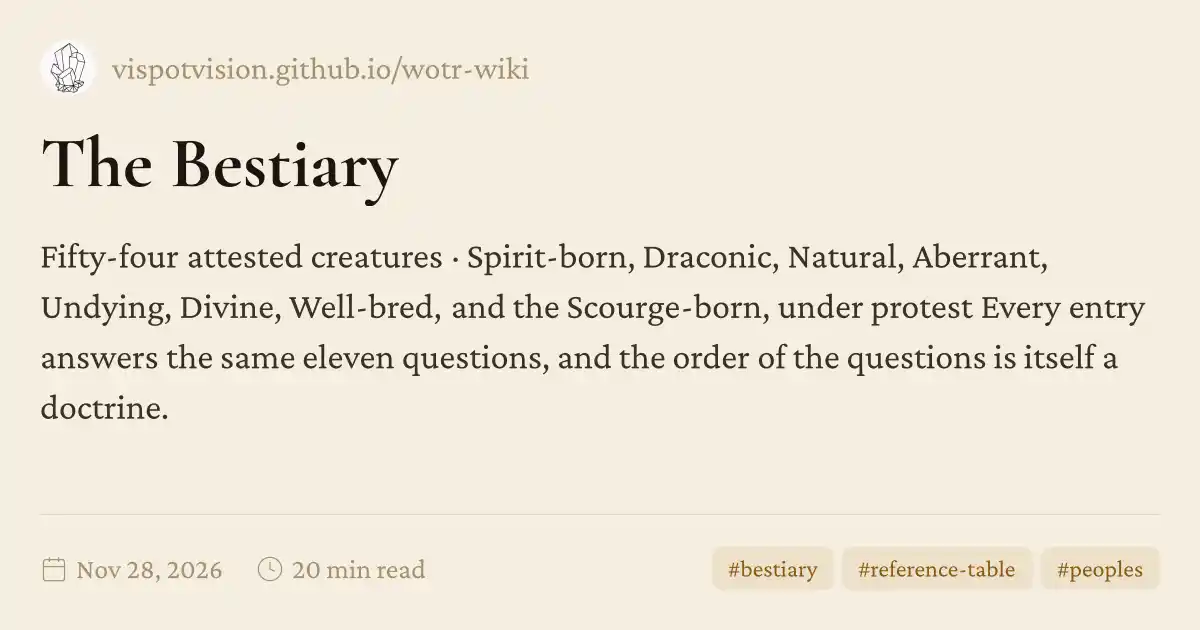 vispotvision.github.io/wotr-wiki
The Bestiary
Fifty-four attested creatures · Spirit-born, Draconic, Natural, Aberrant,
Undying, Divine, Well-bred, and the Scourge-born, under protest Every entry
answers the same eleven questions, and the order of the questions is itself a
doctrine.
Nov 28, 2026 20 min read #bestiary #reference-table #peoples